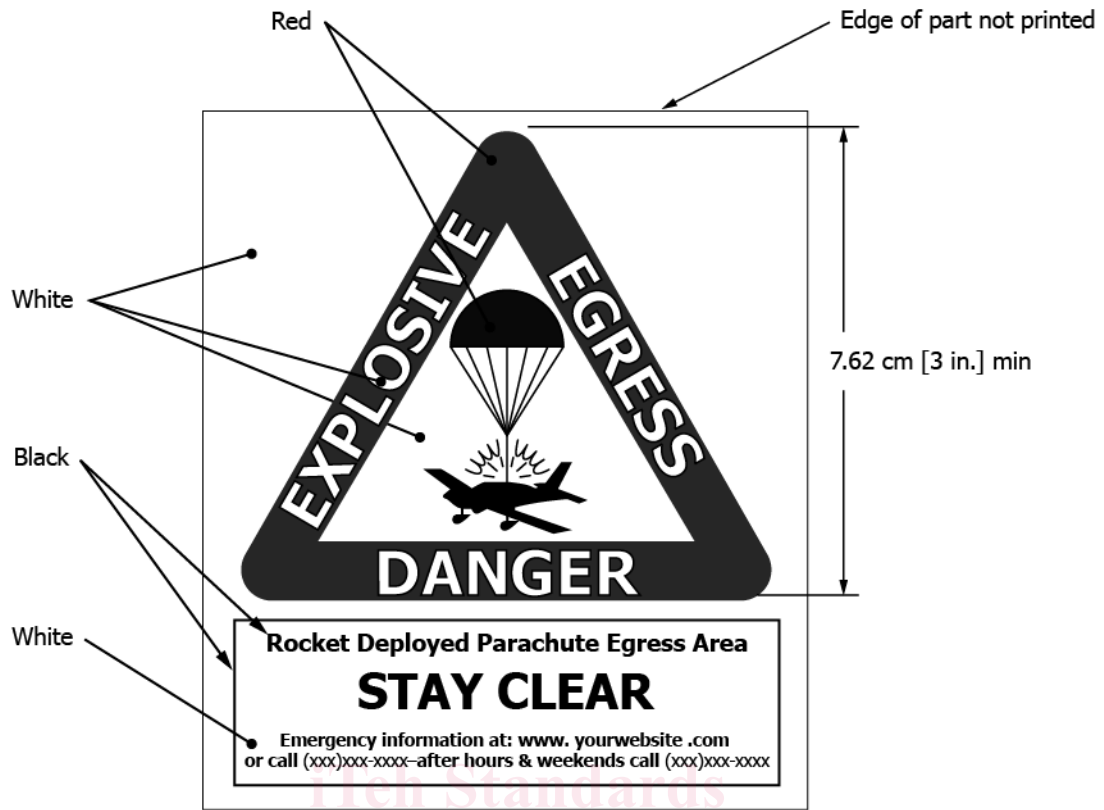 Red
Edge of part not printed
White
EXPLOSIVE
EGRESS
7.62 cm [3 in.] min
Black
DANGER
White
Rocket Deployed Parachute Egress Area
STAY CLEAR
Emergency information at: www. yourwebsite .com
or call (xxx)xxx-xxxx–after hours & weekends call (xxx)xxx-xxxx
iTeh Standards